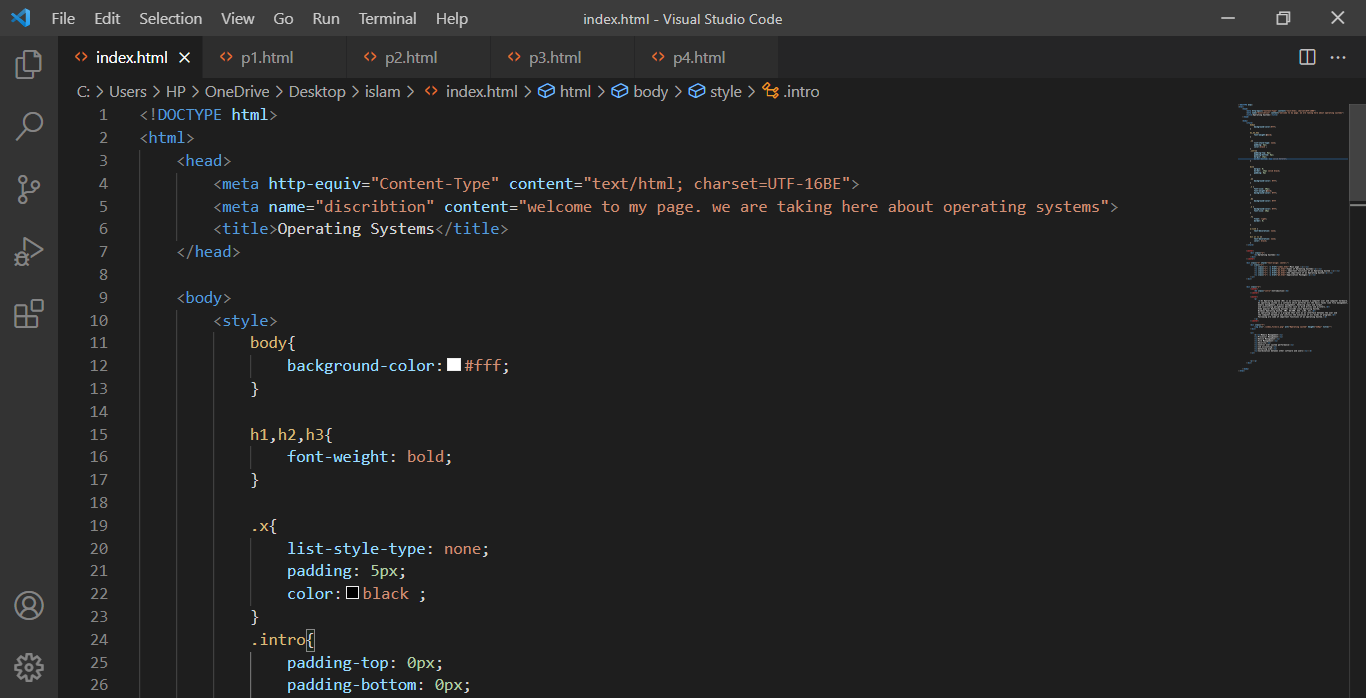 File Edit Selection View Go Run Terminal Help index.html - Visual Studio Code
index.html p1.html p2.html p3.html p4.html
C: > Users > HP > OneDrive > Desktop > islam > index.html > html > body > style > .intro
1 <!DOCTYPE html>
2 <html>
3 <head>
4 <meta http-equiv="Content-Type" content="text/html; charset=UTF-16BE">
5 <meta name="discribtion" content="welcome to my page. we are taking here about operating systems">
6 <title>Operating Systems</title>
7 </head>
8
9 <body>
10 <style>
11 body{
12 background-color:#fff;
13 }
14
15 h1,h2,h3{
16 font-weight: bold;
17 }
18
19 .x{
20 list-style-type: none;
21 padding: 5px;
22 color:black ;
23 }
24 .intro{
25 padding-top: 0px;
26 padding-bottom: 0px;